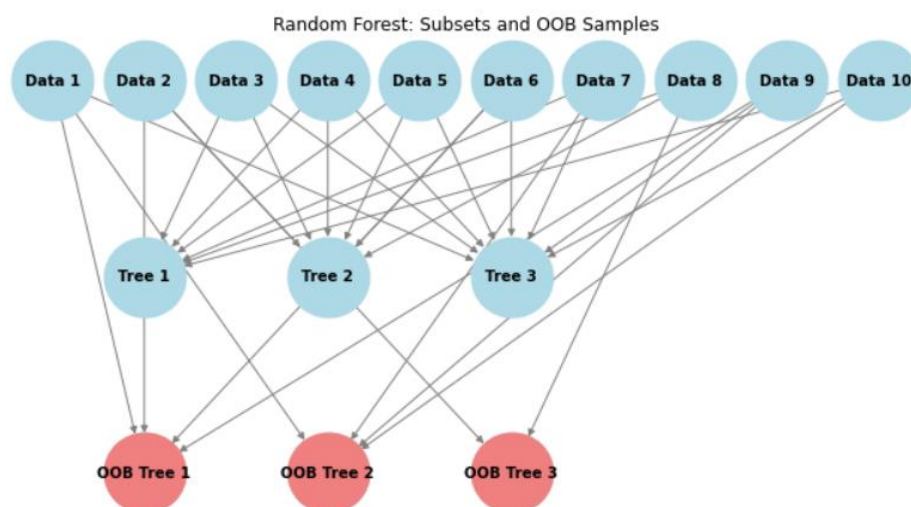 Random Forest: Subsets and OOB Samples
Data 1 Data 2 Data 3 Data 4 Data 5 Data 6 Data 7 Data 8 Data 9 Data 10
Tree 1 Tree 2 Tree 3
OOB Tree 1 OOB Tree 2 OOB Tree 3